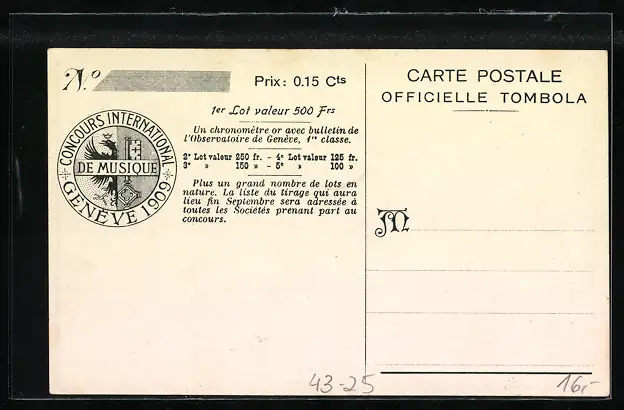 N.º
Prix: 0.15 Cts
CONCOURS INTERNATIONAL
DE MUSIQUE
GENÈVE 1909
1er Lot valeur 500 Frs
Un chronomètre or avec bulletin de
l'Observatoire de Genève, 1re classe.
2e Lot valeur 250 fr. - 4e Lot valeur 125 fr.
3e » 150 » - 5e » 100 »
Plus un grand nombre de lots en
nature. La liste du tirage qui aura
lieu fin Septembre sera adressée à
toutes les Sociétés prenant part au
concours.
CARTE POSTALE
OFFICIELLE TOMBOLA
M
43-25
16,-